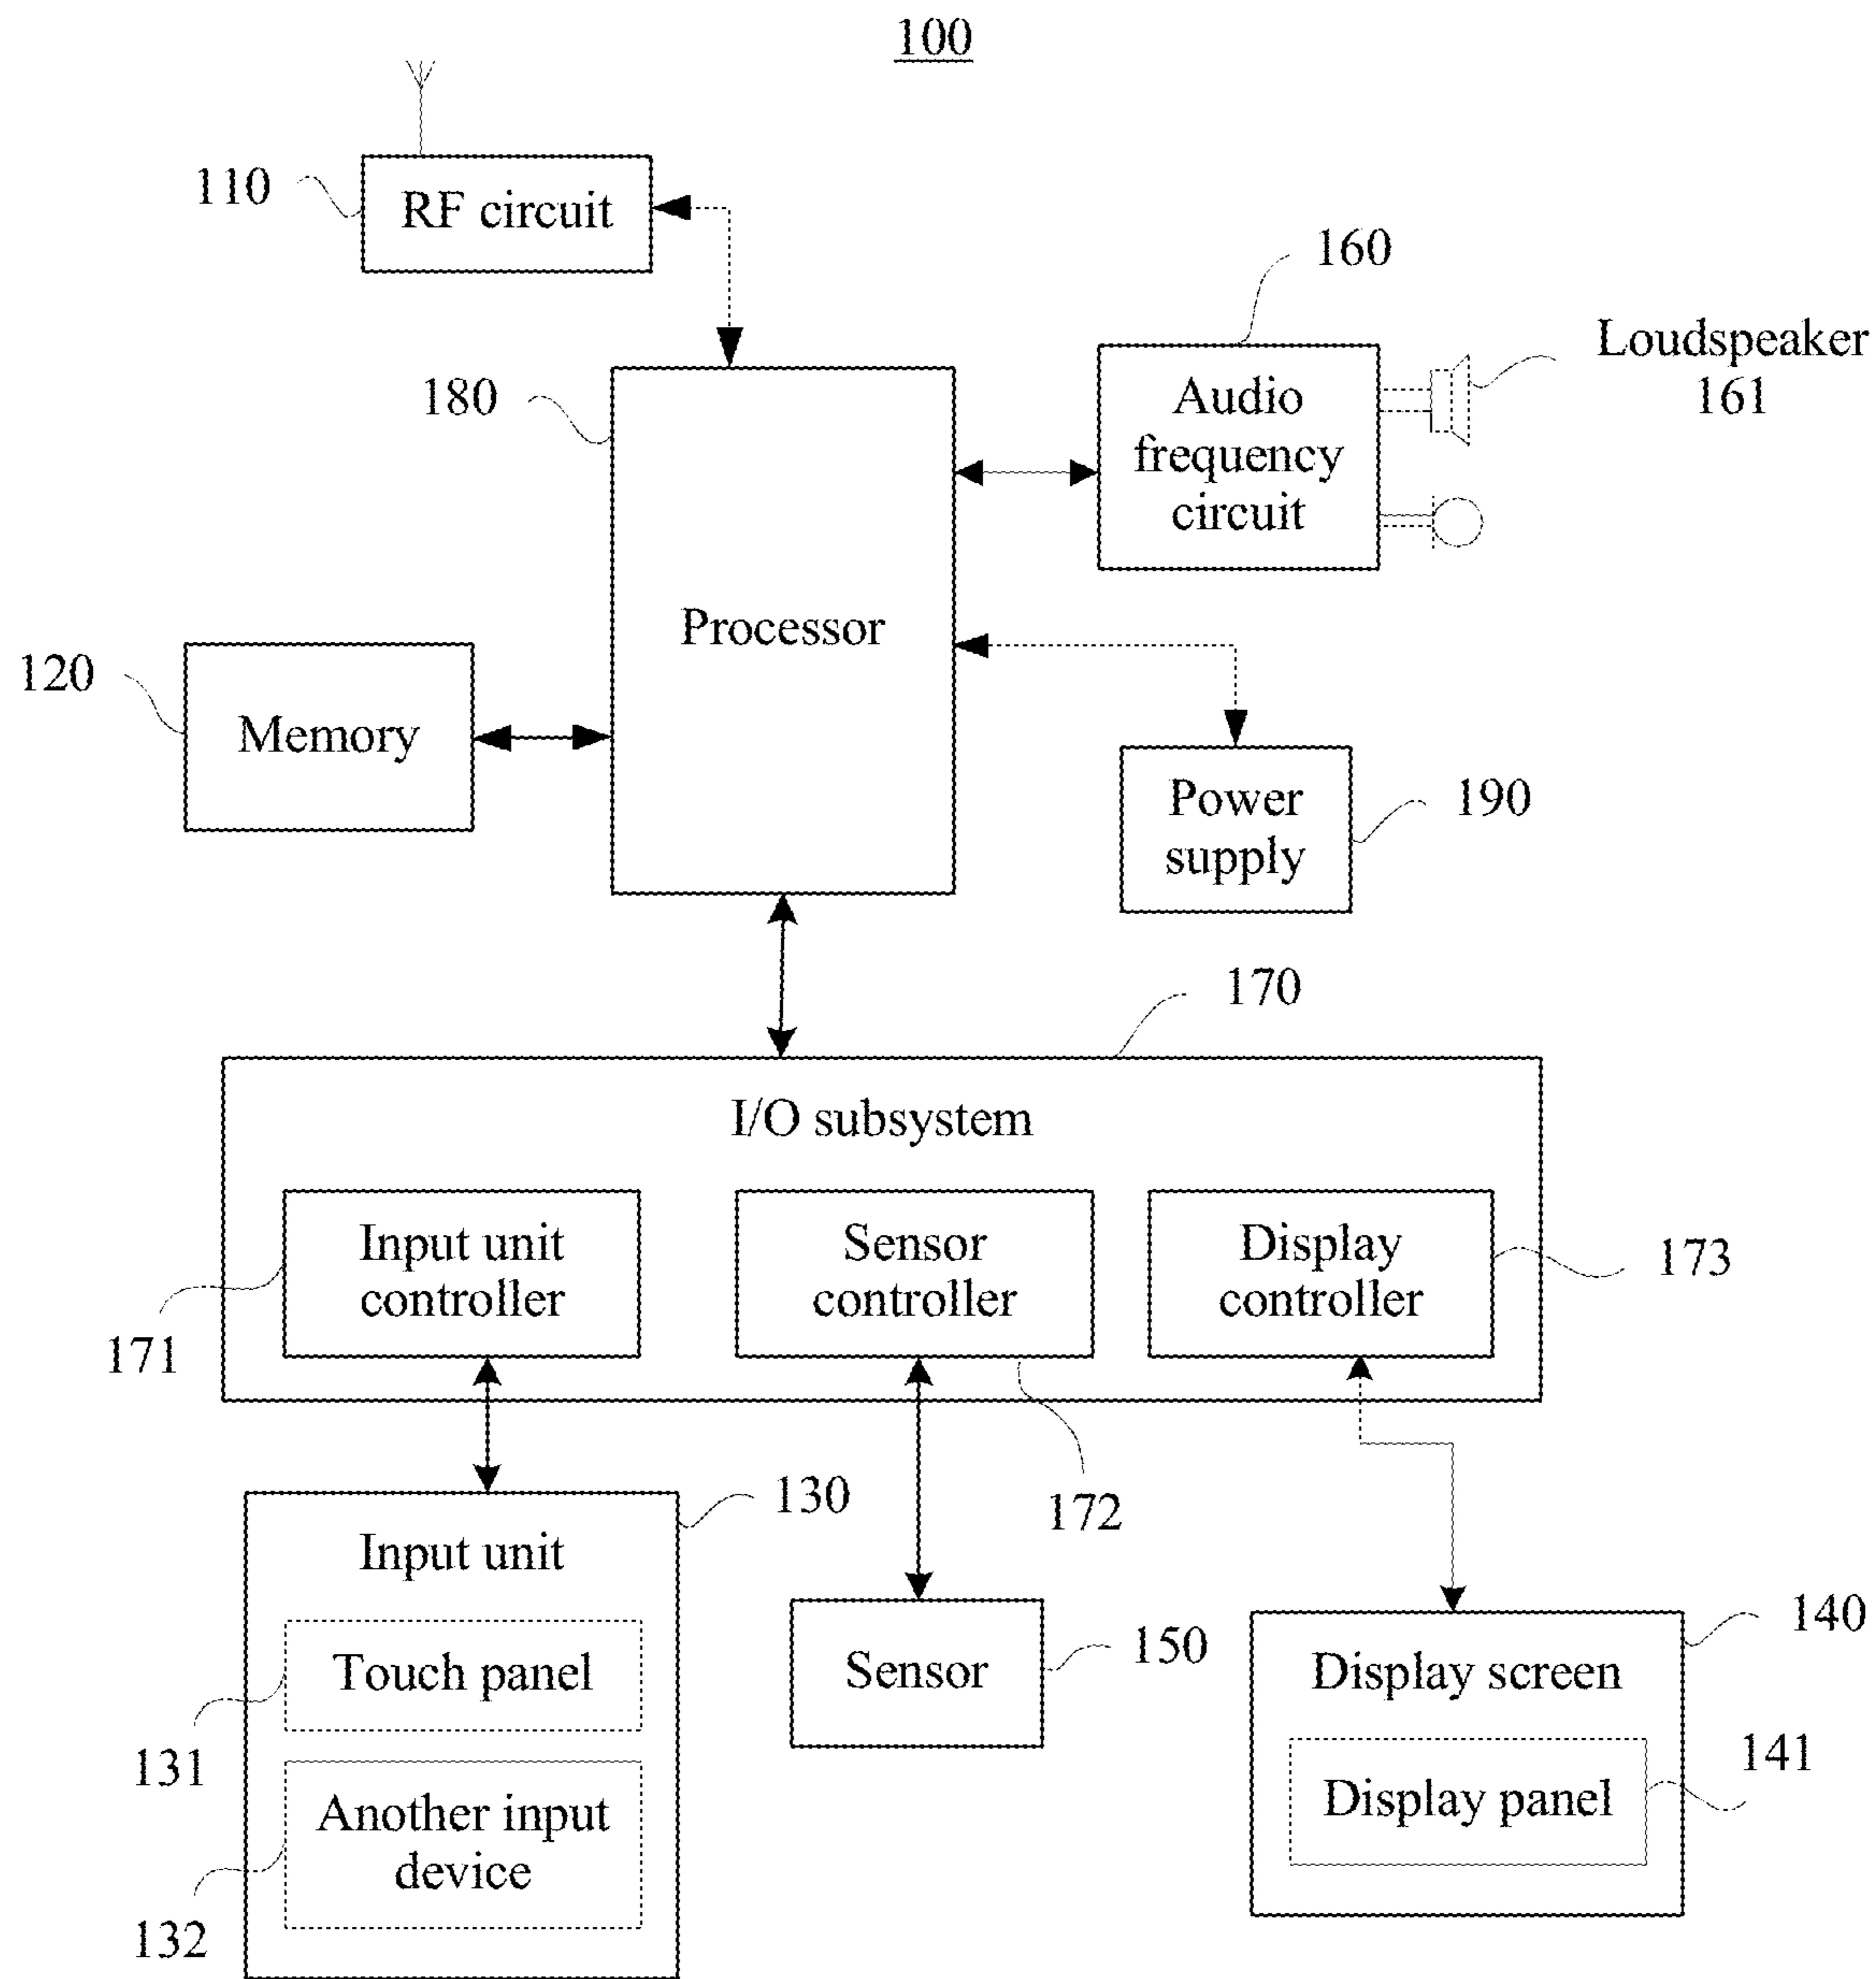 100
110
RF circuit
160
Loudspeaker
161
180
Audio
frequency
circuit
Processor
120
Memory
Power
supply
190
170
I/O subsystem
Input unit
controller
Sensor
controller
Display
controller
173
171
172
130
Input unit
Touch panel
131
Another input
device
132
Sensor
150
140
Display screen
141
Display panel